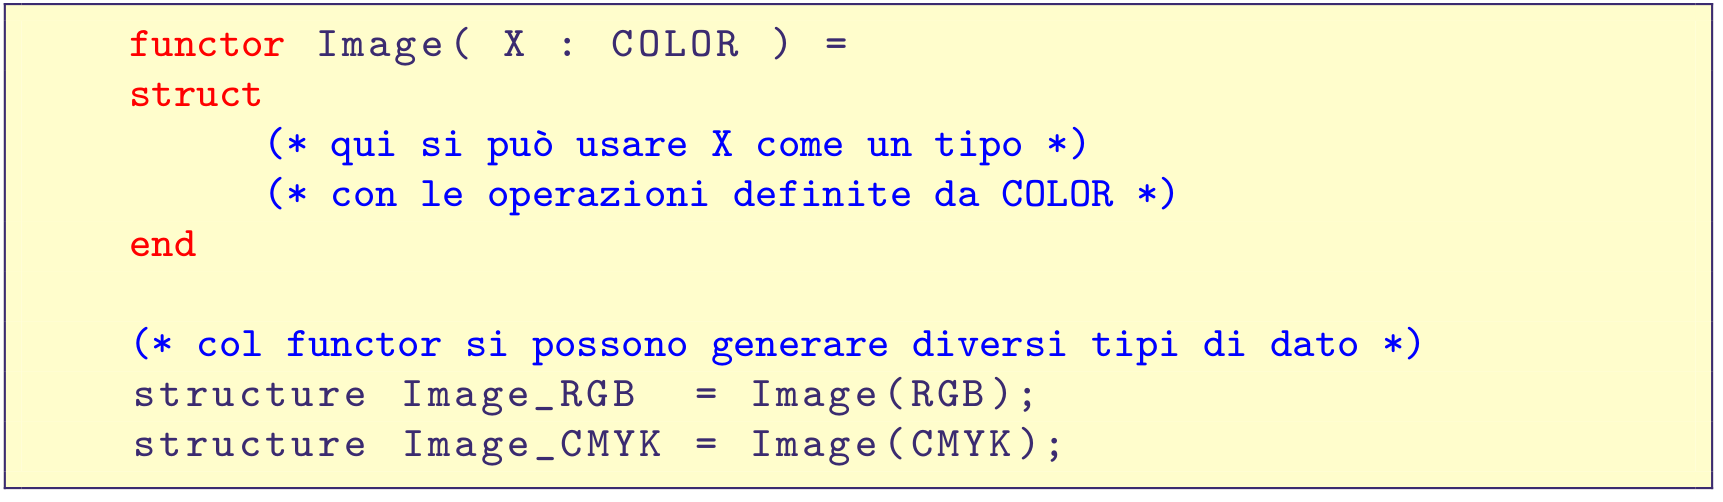 functor Image( X : COLOR ) =
struct
(* qui si può usare X come un tipo *)
(* con le operazioni definite da COLOR *)
end
(* col functor si possono generare diversi tipi di dato *)
structure Image_RGB = Image(RGB);
structure Image_CMYK = Image(CMYK);